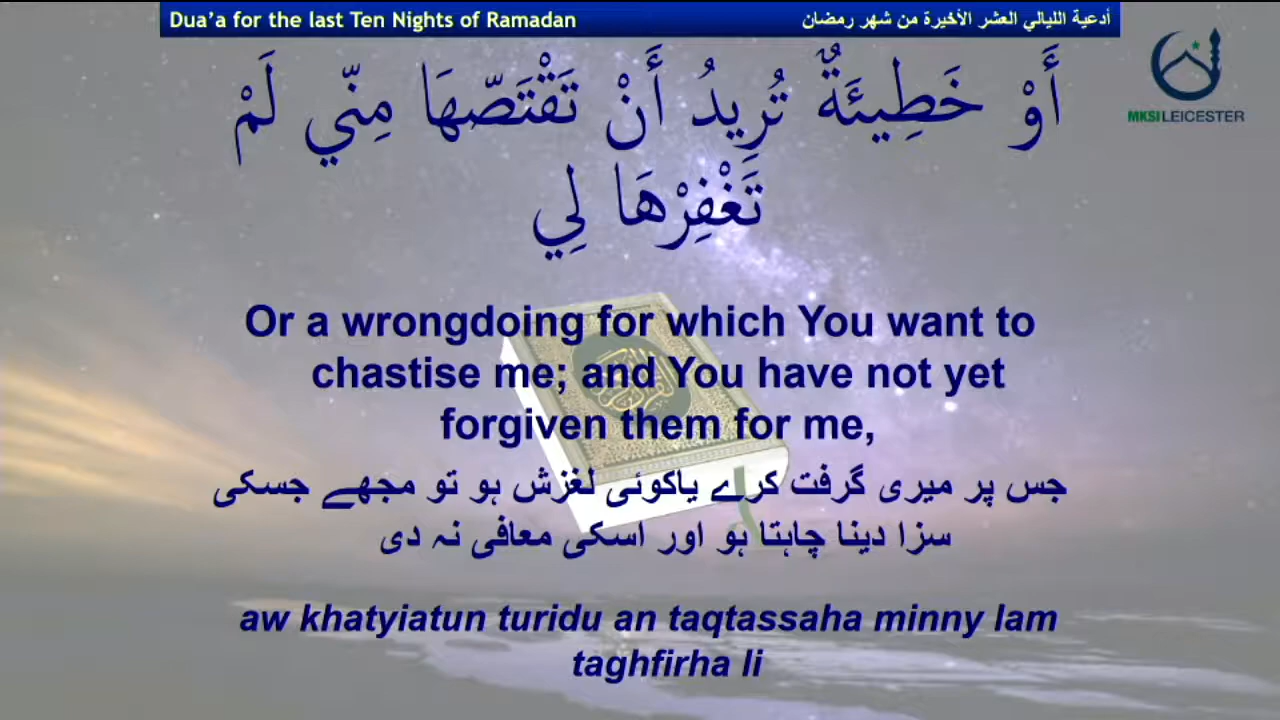 Dua’a for the last Ten Nights of Ramadan
أدعية الليالي العشر الأخيرة من شهر رمضان
MKSI LEICESTER
أَوْ خَطِيئَةٌ تُرِيدُ أَنْ تَقْتَصَّهَا مِنّي لَمْ
تَغْفِرْهَا لِي
Or a wrongdoing for which You want to
chastise me; and You have not yet
forgiven them for me,
جس پر میری گرفت کرے یاکوئی لغزش ہو تو مجھے جسکی
سزا دینا چاہتا ہو اور اسکی معافی نہ دی
aw khatyiatun turidu an taqtassaha minny lam
taghfirha li